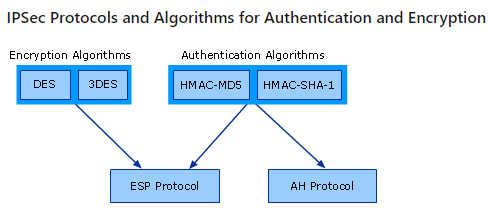 IPSec Protocols and Algorithms for Authentication and Encryption
Encryption Algorithms
Authentication Algorithms
DES
3DES
HMAC-MD5
HMAC-SHA-1
ESP Protocol
AH Protocol